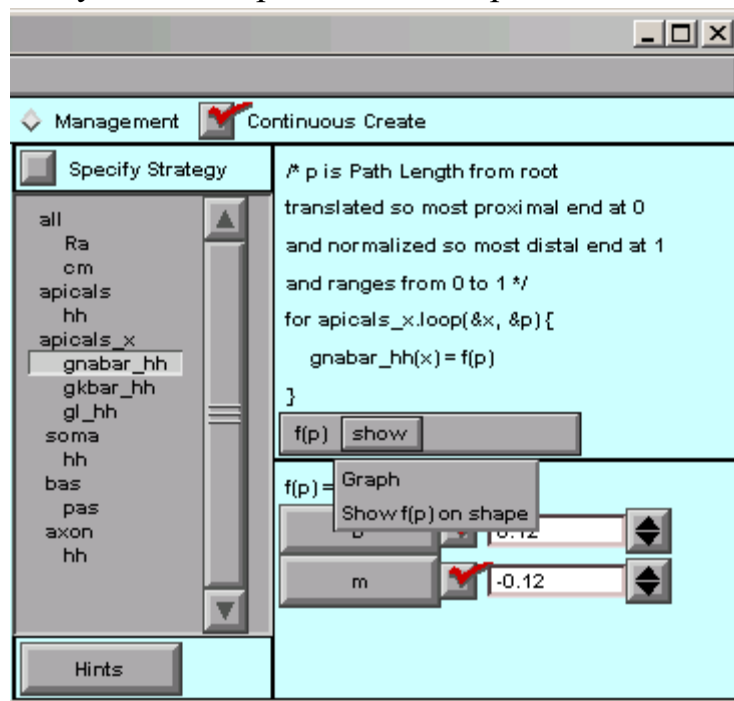 Management Continuous Create
Specify Strategy
all
Ra
cm
apicals
hh
apicals_x
gnabar_hh
gkbar_hh
gl_hh
soma
hh
bas
pas
axon
hh
Hints
/* p is Path Length from root
translated so most proximal end at 0
and normalized so most distal end at 1
and ranges from 0 to 1 */
for apicals_x.loop(&x, &p){
gnabar_hh(x) = f(p)
}
f(p) show
Graph
Show f(p) on shape
f(p) =
b 0.12
m -0.12